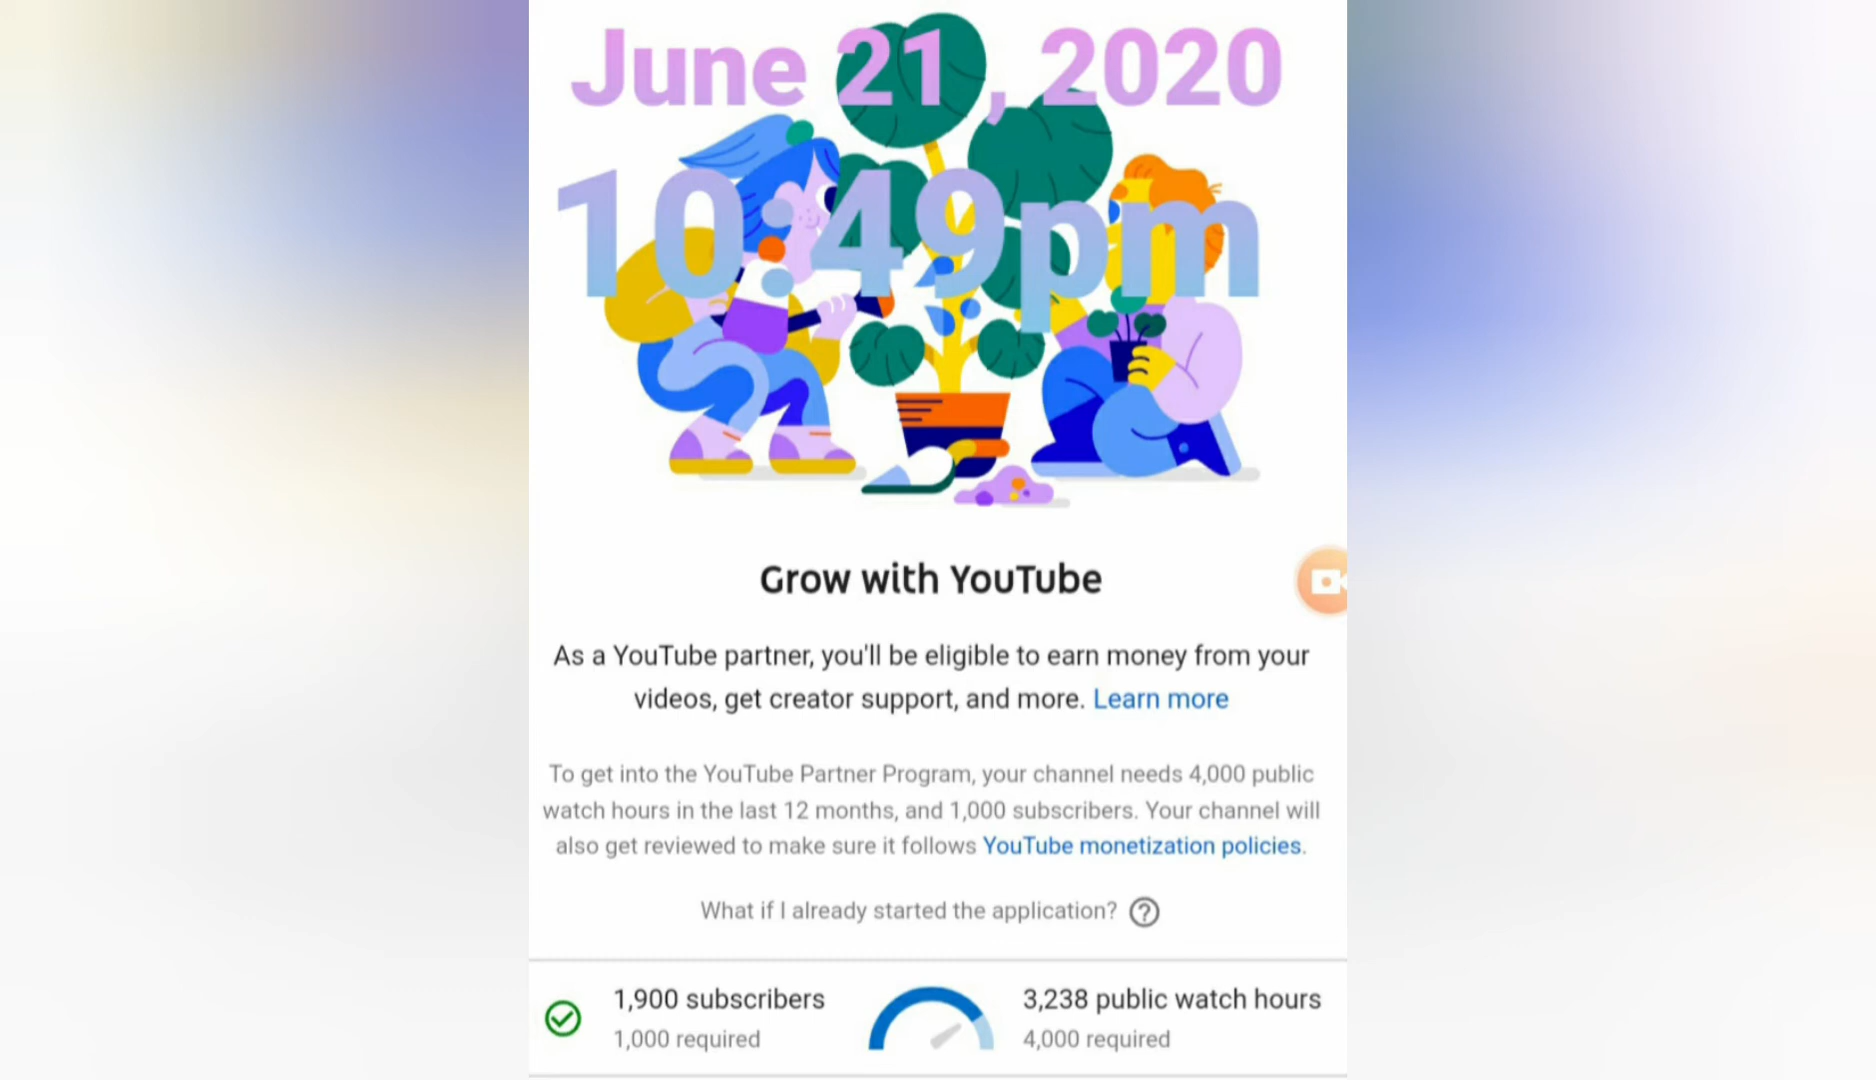 June 21 , 2020
10:49pm
Grow with YouTube
As a YouTube partner, you'll be eligible to earn money from your
videos, get creator support, and more. Learn more
To get into the YouTube Partner Program, your channel needs 4,000 public
watch hours in the last 12 months, and 1,000 subscribers. Your channel will
also get reviewed to make sure it follows YouTube monetization policies.
What if I already started the application? ?
1,900 subscribers
1,000 required
3,238 public watch hours
4,000 required